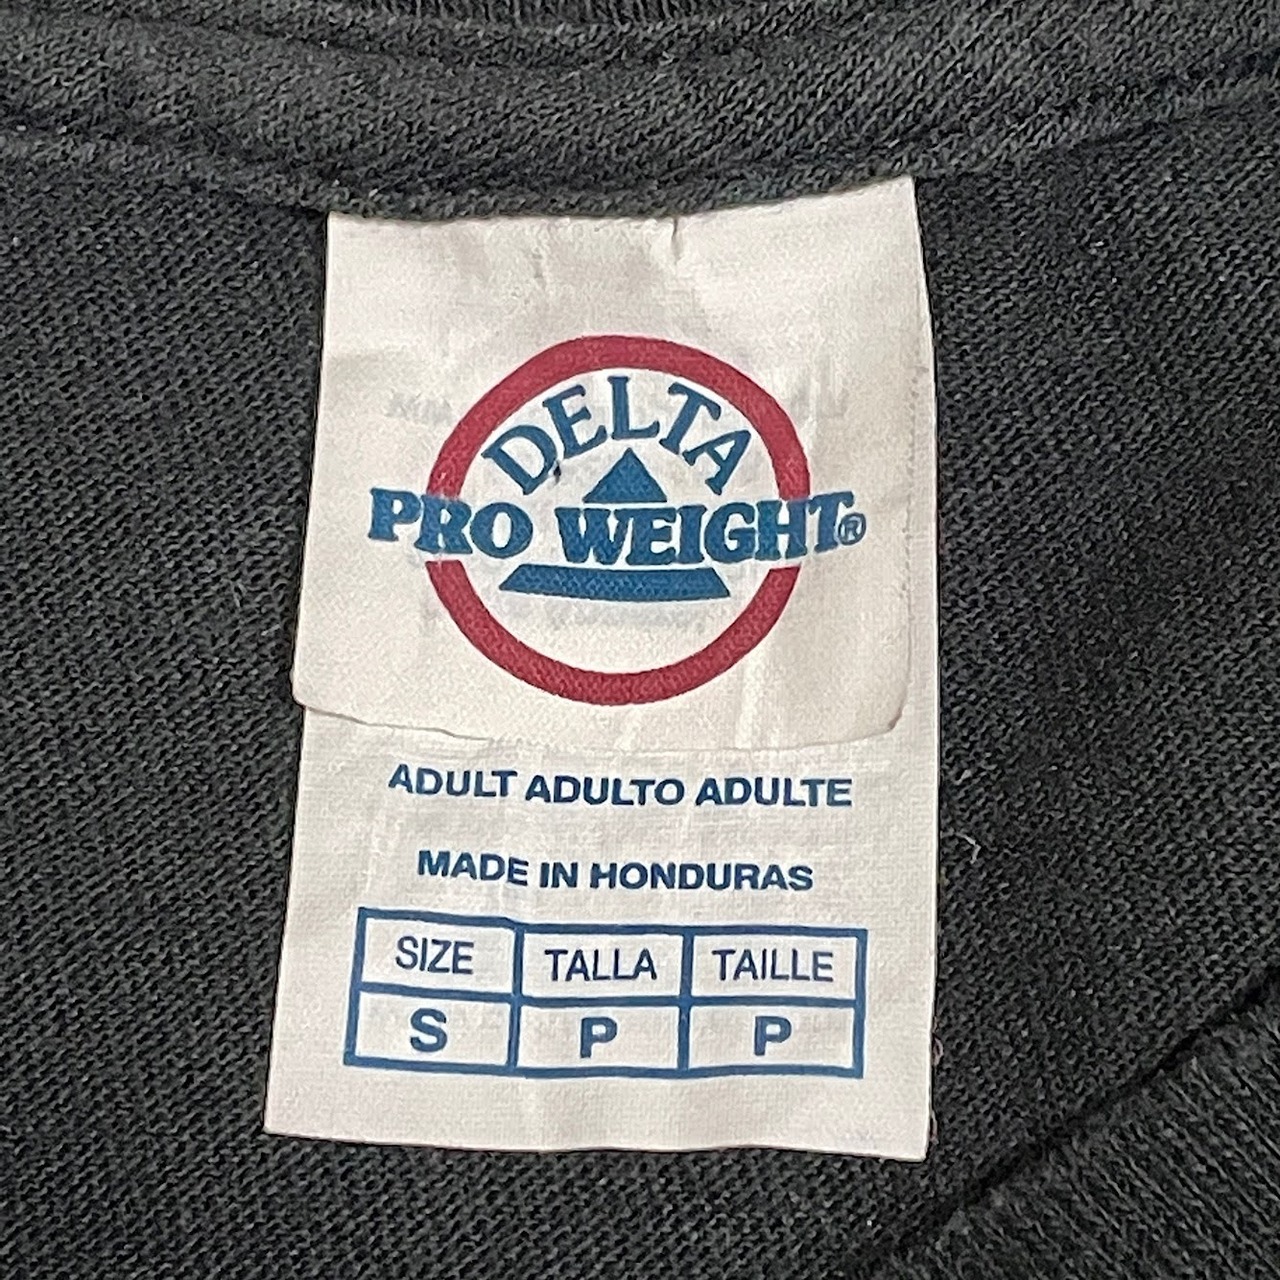 DELTA
PRO WEIGHT®
ADULT ADULTO ADULTE
MADE IN HONDURAS
SIZE TALLA TAILLE
S P P